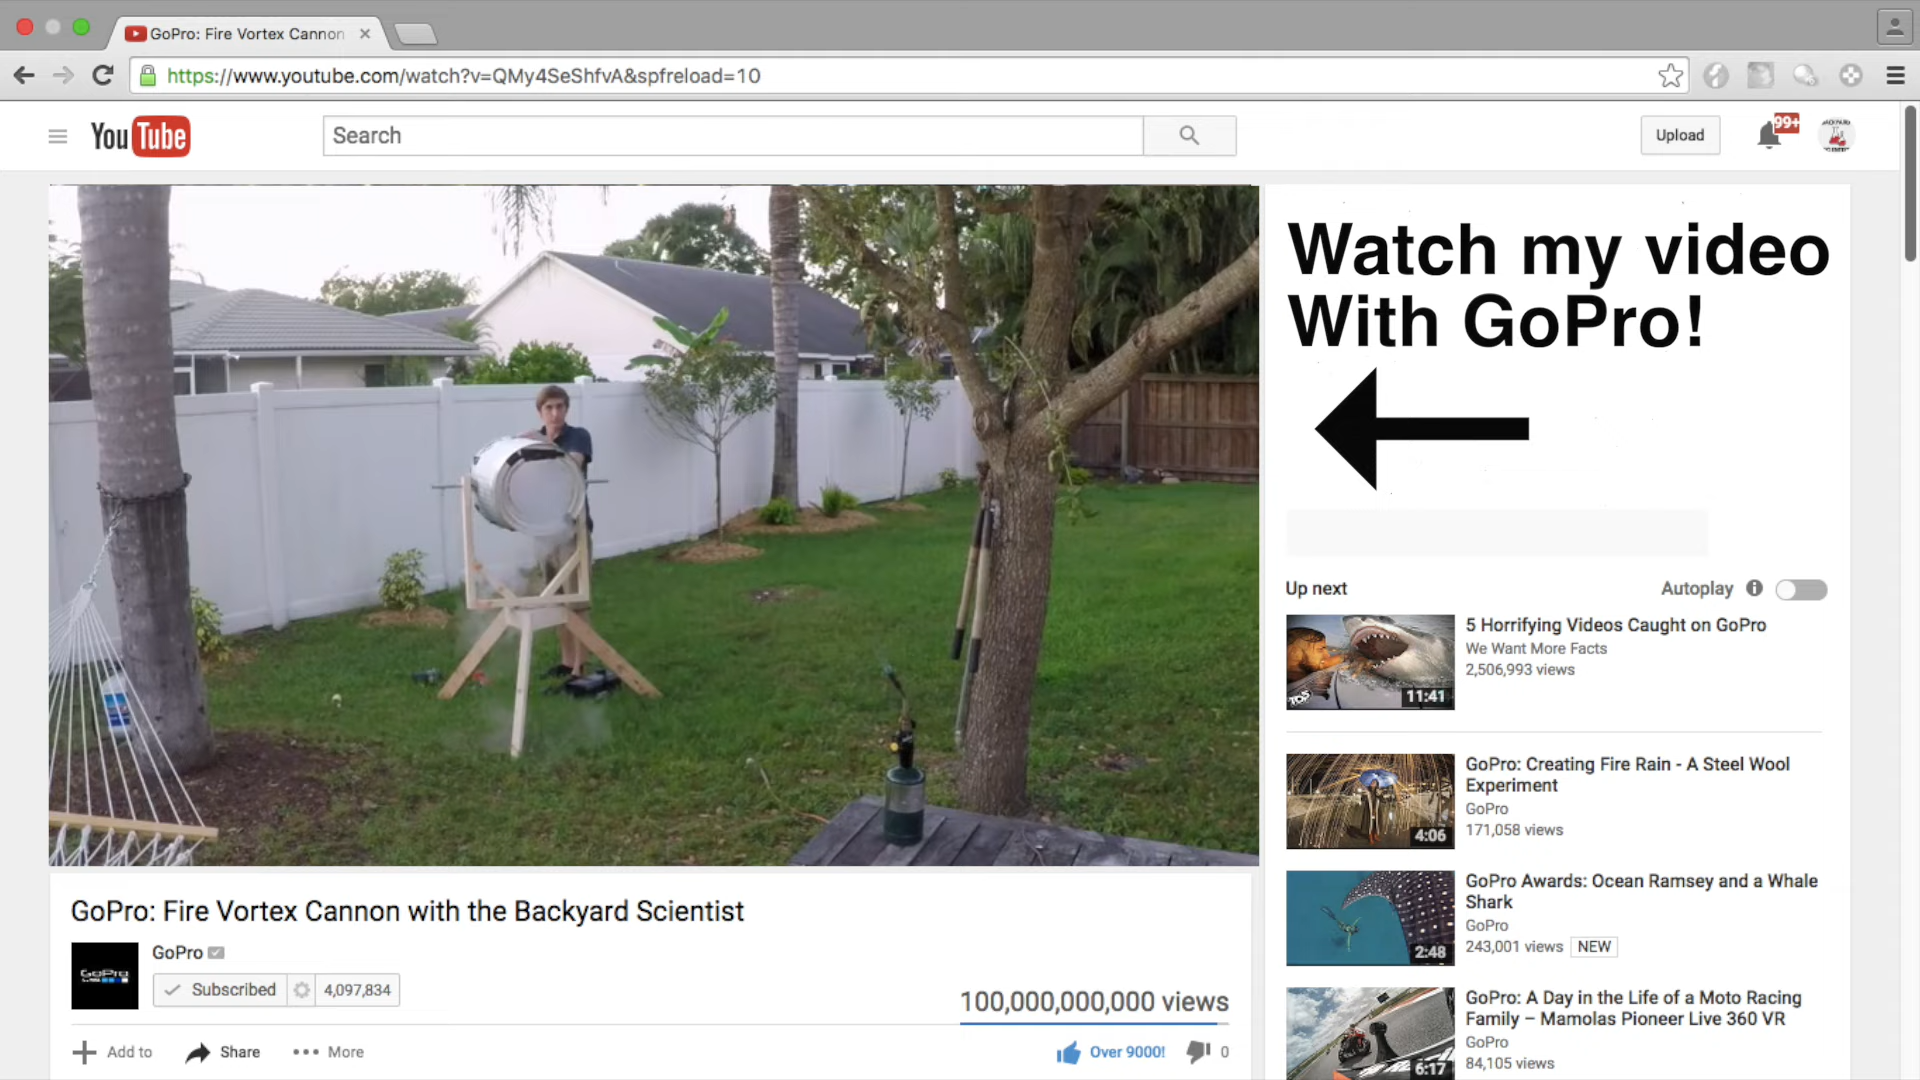 GoPro: Fire Vortex Cannon
https://www.youtube.com/watch?v=QMy4SeShfvA&spfreload=10
YouTube
Search
Upload
99+
Watch my video
With GoPro!
Up next
Autoplay
5 Horrifying Videos Caught on GoPro
We Want More Facts
2,506,993 views
11:41
GoPro: Creating Fire Rain - A Steel Wool
Experiment
GoPro
171,058 views
4:06
GoPro Awards: Ocean Ramsey and a Whale
Shark
GoPro
243,001 views NEW
2:48
GoPro: A Day in the Life of a Moto Racing
Family – Mamolas Pioneer Live 360 VR
GoPro
84,105 views
6:17
GoPro: Fire Vortex Cannon with the Backyard Scientist
GoPro
GoPro
Subscribed 4,097,834
100,000,000,000 views
Add to Share More
Over 9000! 0